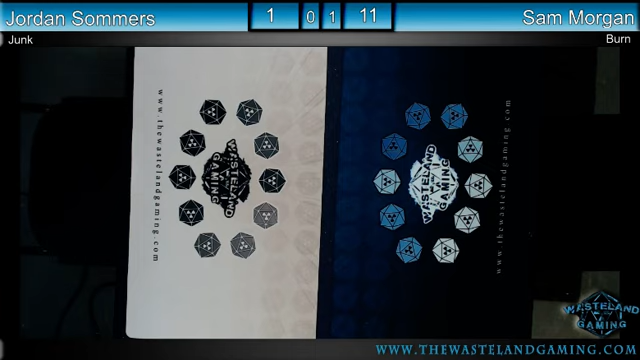 Jordan Sommers
1
0
1
11
Sam Morgan
Junk
Burn
www.thewastelandgaming.com
WASTELAND
GAMING
WASTELAND
GAMING
www.thewastelandgaming.com
WASTELAND
GAMING
WWW.THEWASTELANDGAMING.COM